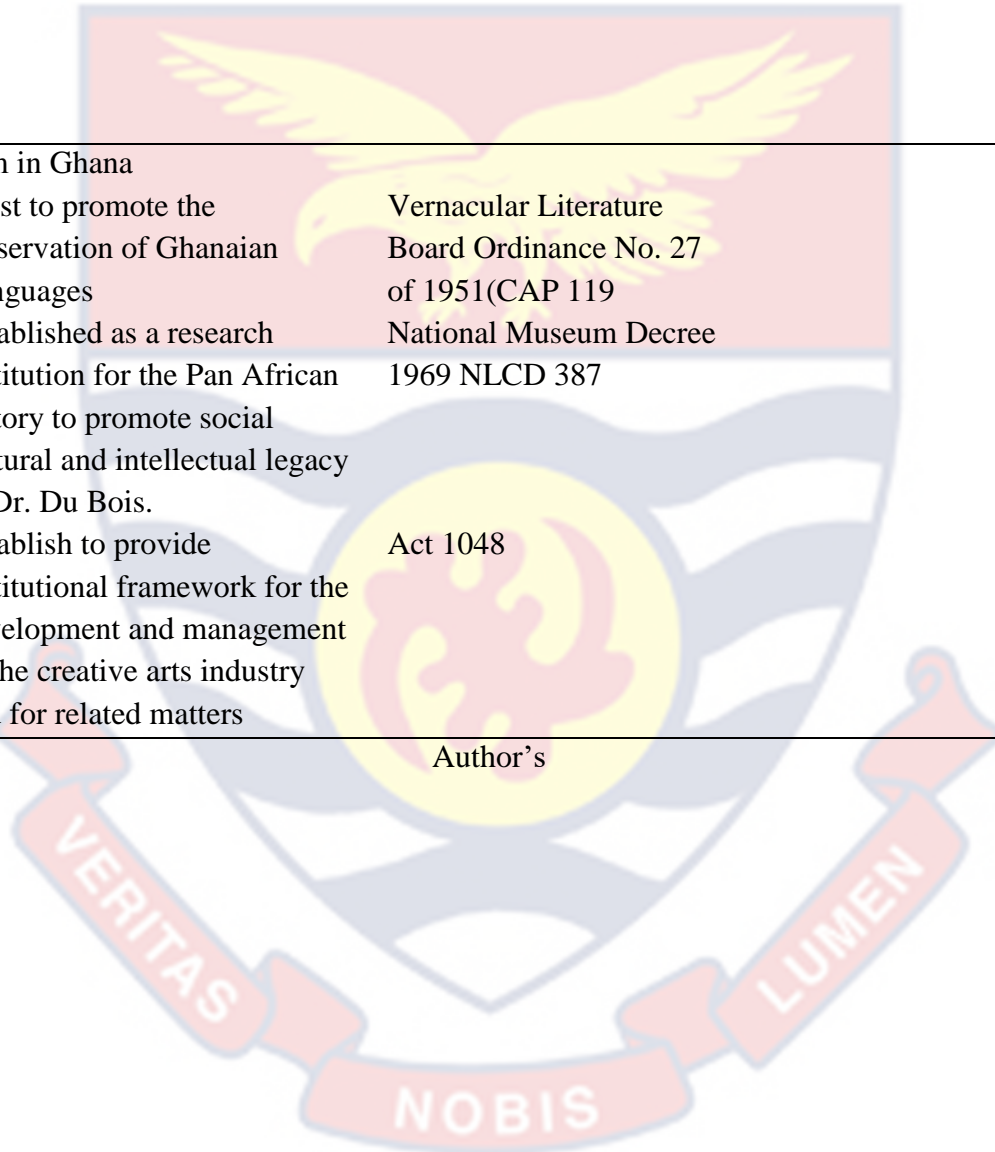 n in Ghana
st to promote the
servation of Ghanaian
nguages
Vernacular Literature
Board Ordinance No. 27
of 1951(CAP 119
ablished as a research
titution for the Pan African
tory to promote social
tural and intellectual legacy
Dr. Du Bois.
National Museum Decree
1969 NLCD 387
ablish to provide
titutional framework for the
velopment and management
he creative arts industry
for related matters
Act 1048
Author’s
VERITAS
NOBIS
LUMEN